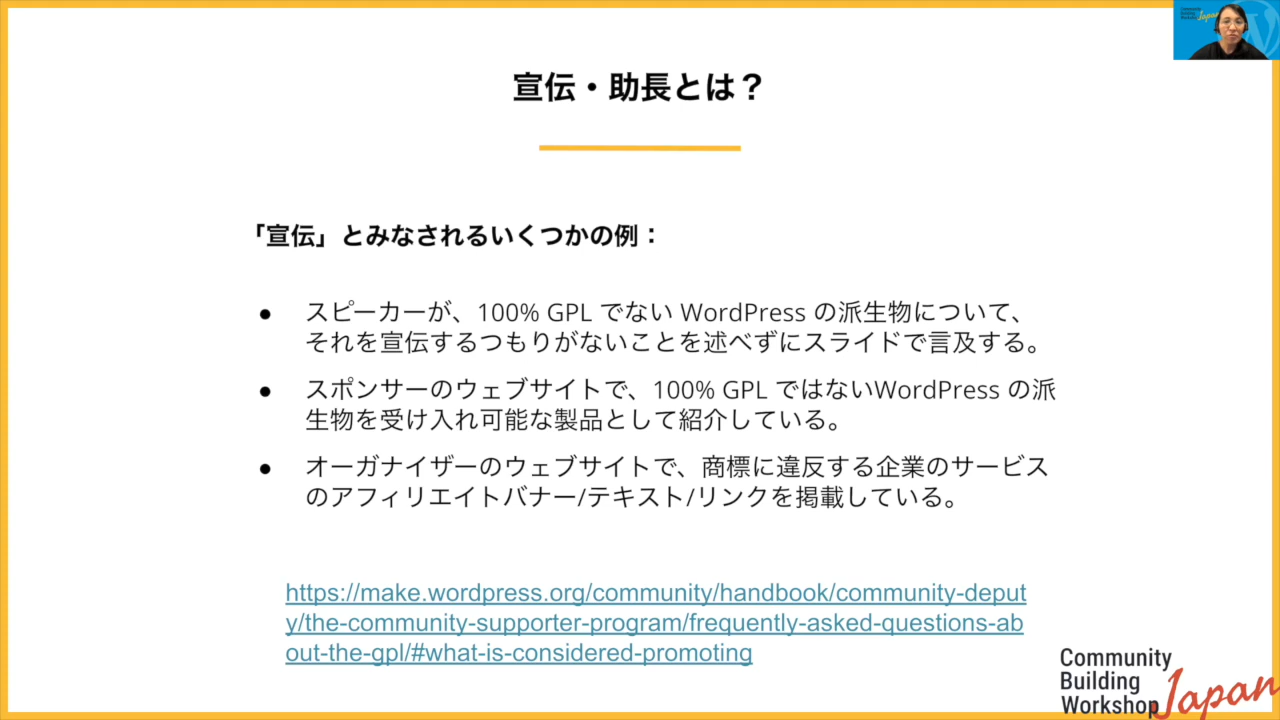 宣伝・助長とは？
「宣伝」とみなされるいくつかの例：
● スピーカーが、100% GPL でない WordPress の派生物について、
それを宣伝するつもりがないことを述べずにスライドで言及する。
● スポンサーのウェブサイトで、100% GPL ではないWordPress の派
生物を受け入れ可能な製品として紹介している。
● オーガナイザーのウェブサイトで、商標に違反する企業のサービス
のアフィリエイトバナー/テキスト/リンクを掲載している。
https://make.wordpress.org/community/handbook/community-deput
y/the-community-supporter-program/frequently-asked-questions-ab
out-the-gpl/#what-is-considered-promoting
Community
Building
Workshop Japan